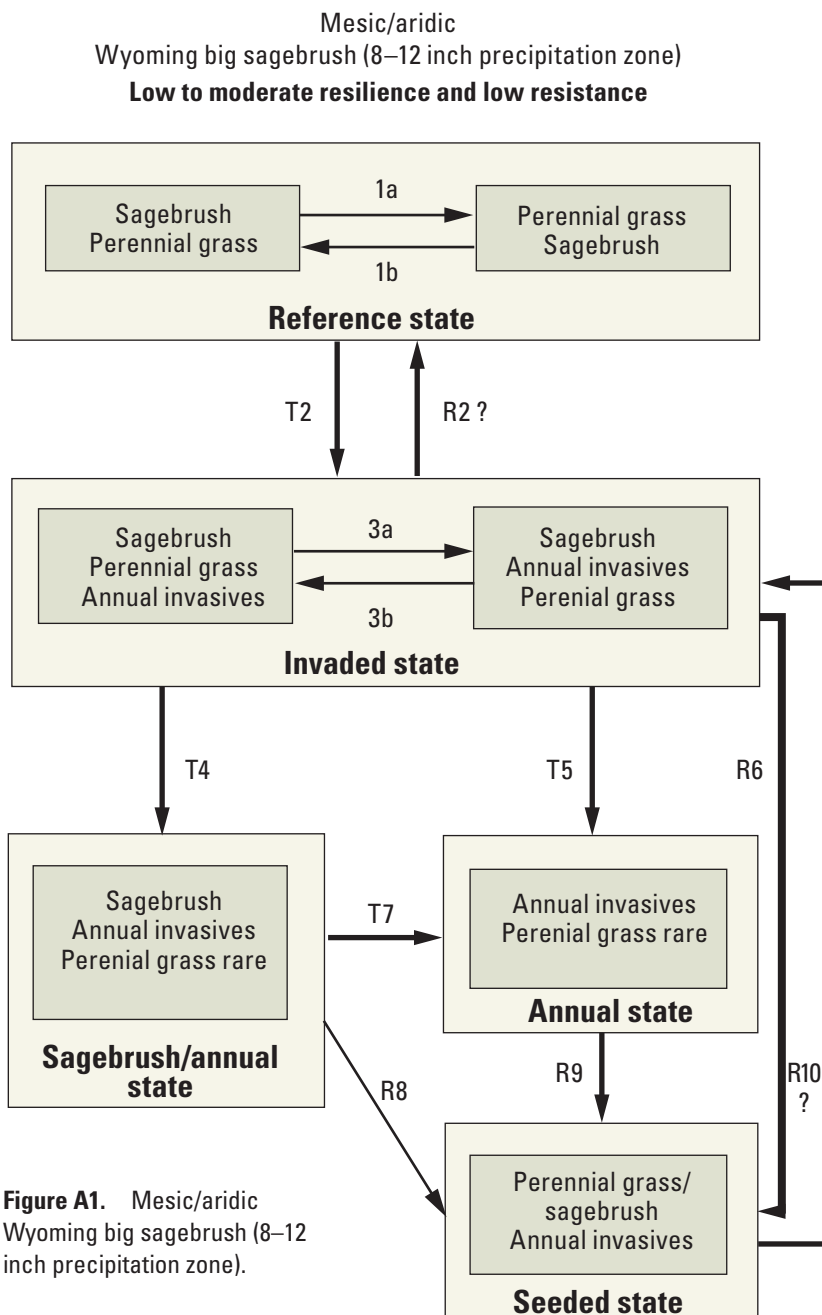 Mesic/aridic
Wyoming big sagebrush (8–12 inch precipitation zone)
Low to moderate resilience and low resistance
Sagebrush
Perennial grass
1a
1b
Perennial grass
Sagebrush
Reference state
T2
R2 ?
Sagebrush
Perennial grass
Annual invasives
3a
3b
Sagebrush
Annual invasives
Perenial grass
Invaded state
T4
T5
R6
Sagebrush
Annual invasives
Perenial grass rare
Sagebrush/annual
state
T7
Annual invasives
Perenial grass rare
Annual state
R8
R9
R10
?
Perennial grass/
sagebrush
Annual invasives
Seeded state
Figure A1. Mesic/aridic
Wyoming big sagebrush (8–12
inch precipitation zone).